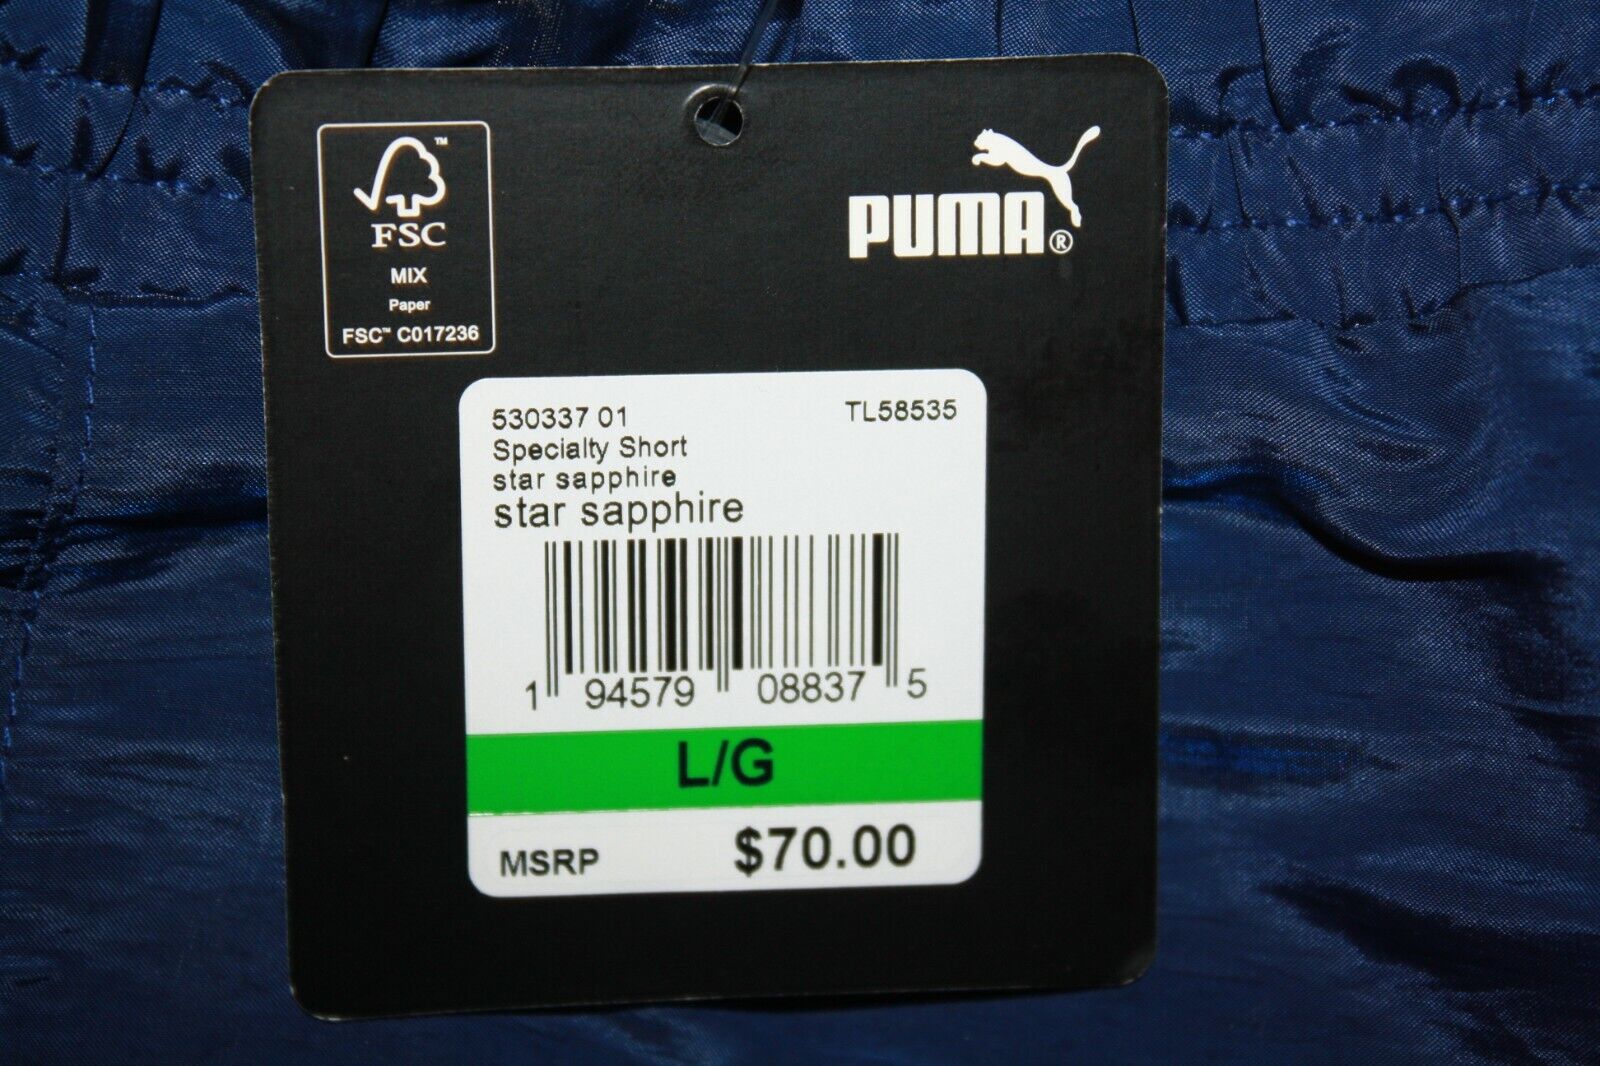 ™
FSC
MIX
Paper
FSC™ C017236
PUMA®
530337 01 TL58535
Specialty Short
star sapphire
star sapphire
1 94579 08837 5
L/G
MSRP $70.00